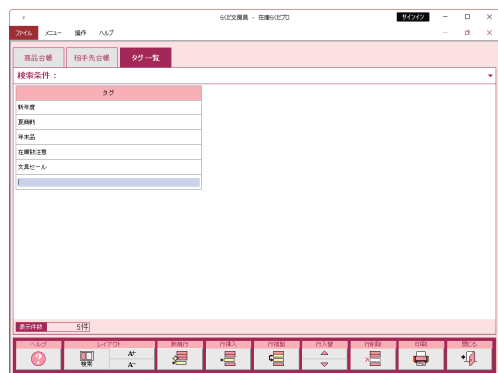 らくだ文房具 - 在庫らくだプロ
サインイン
ファイル メニュー 操作 ヘルプ
商品台帳 相手先台帳 タグ一覧
検索条件：
タグ
新年度
夏商戦
年末品
在庫数注意
文具セール
表示件数 5件
ヘルプ レイアウト 新規行 行挿入 行複製 行入替 行削除 印刷 閉じる
検索 A+ A-